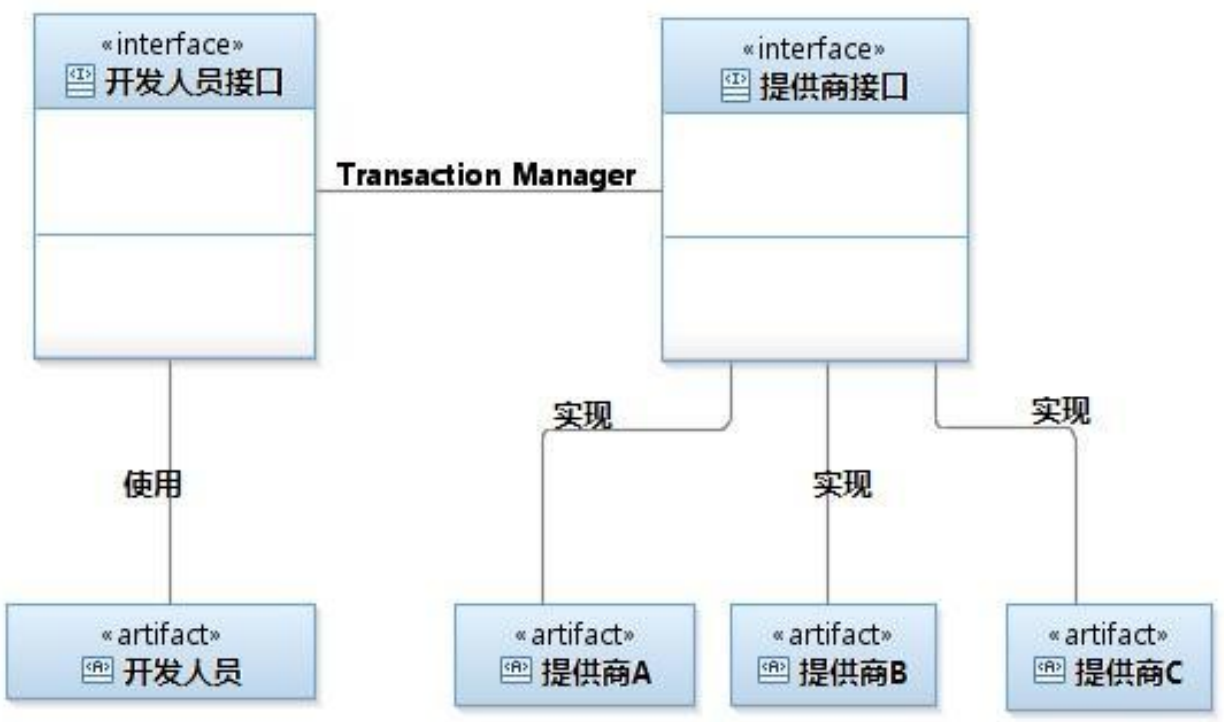 «interface»
开发人员接口
«interface»
提供商接口
Transaction Manager
实现
实现
使用
实现
«artifact»
开发人员
«artifact»
提供商A
«artifact»
提供商B
«artifact»
提供商C